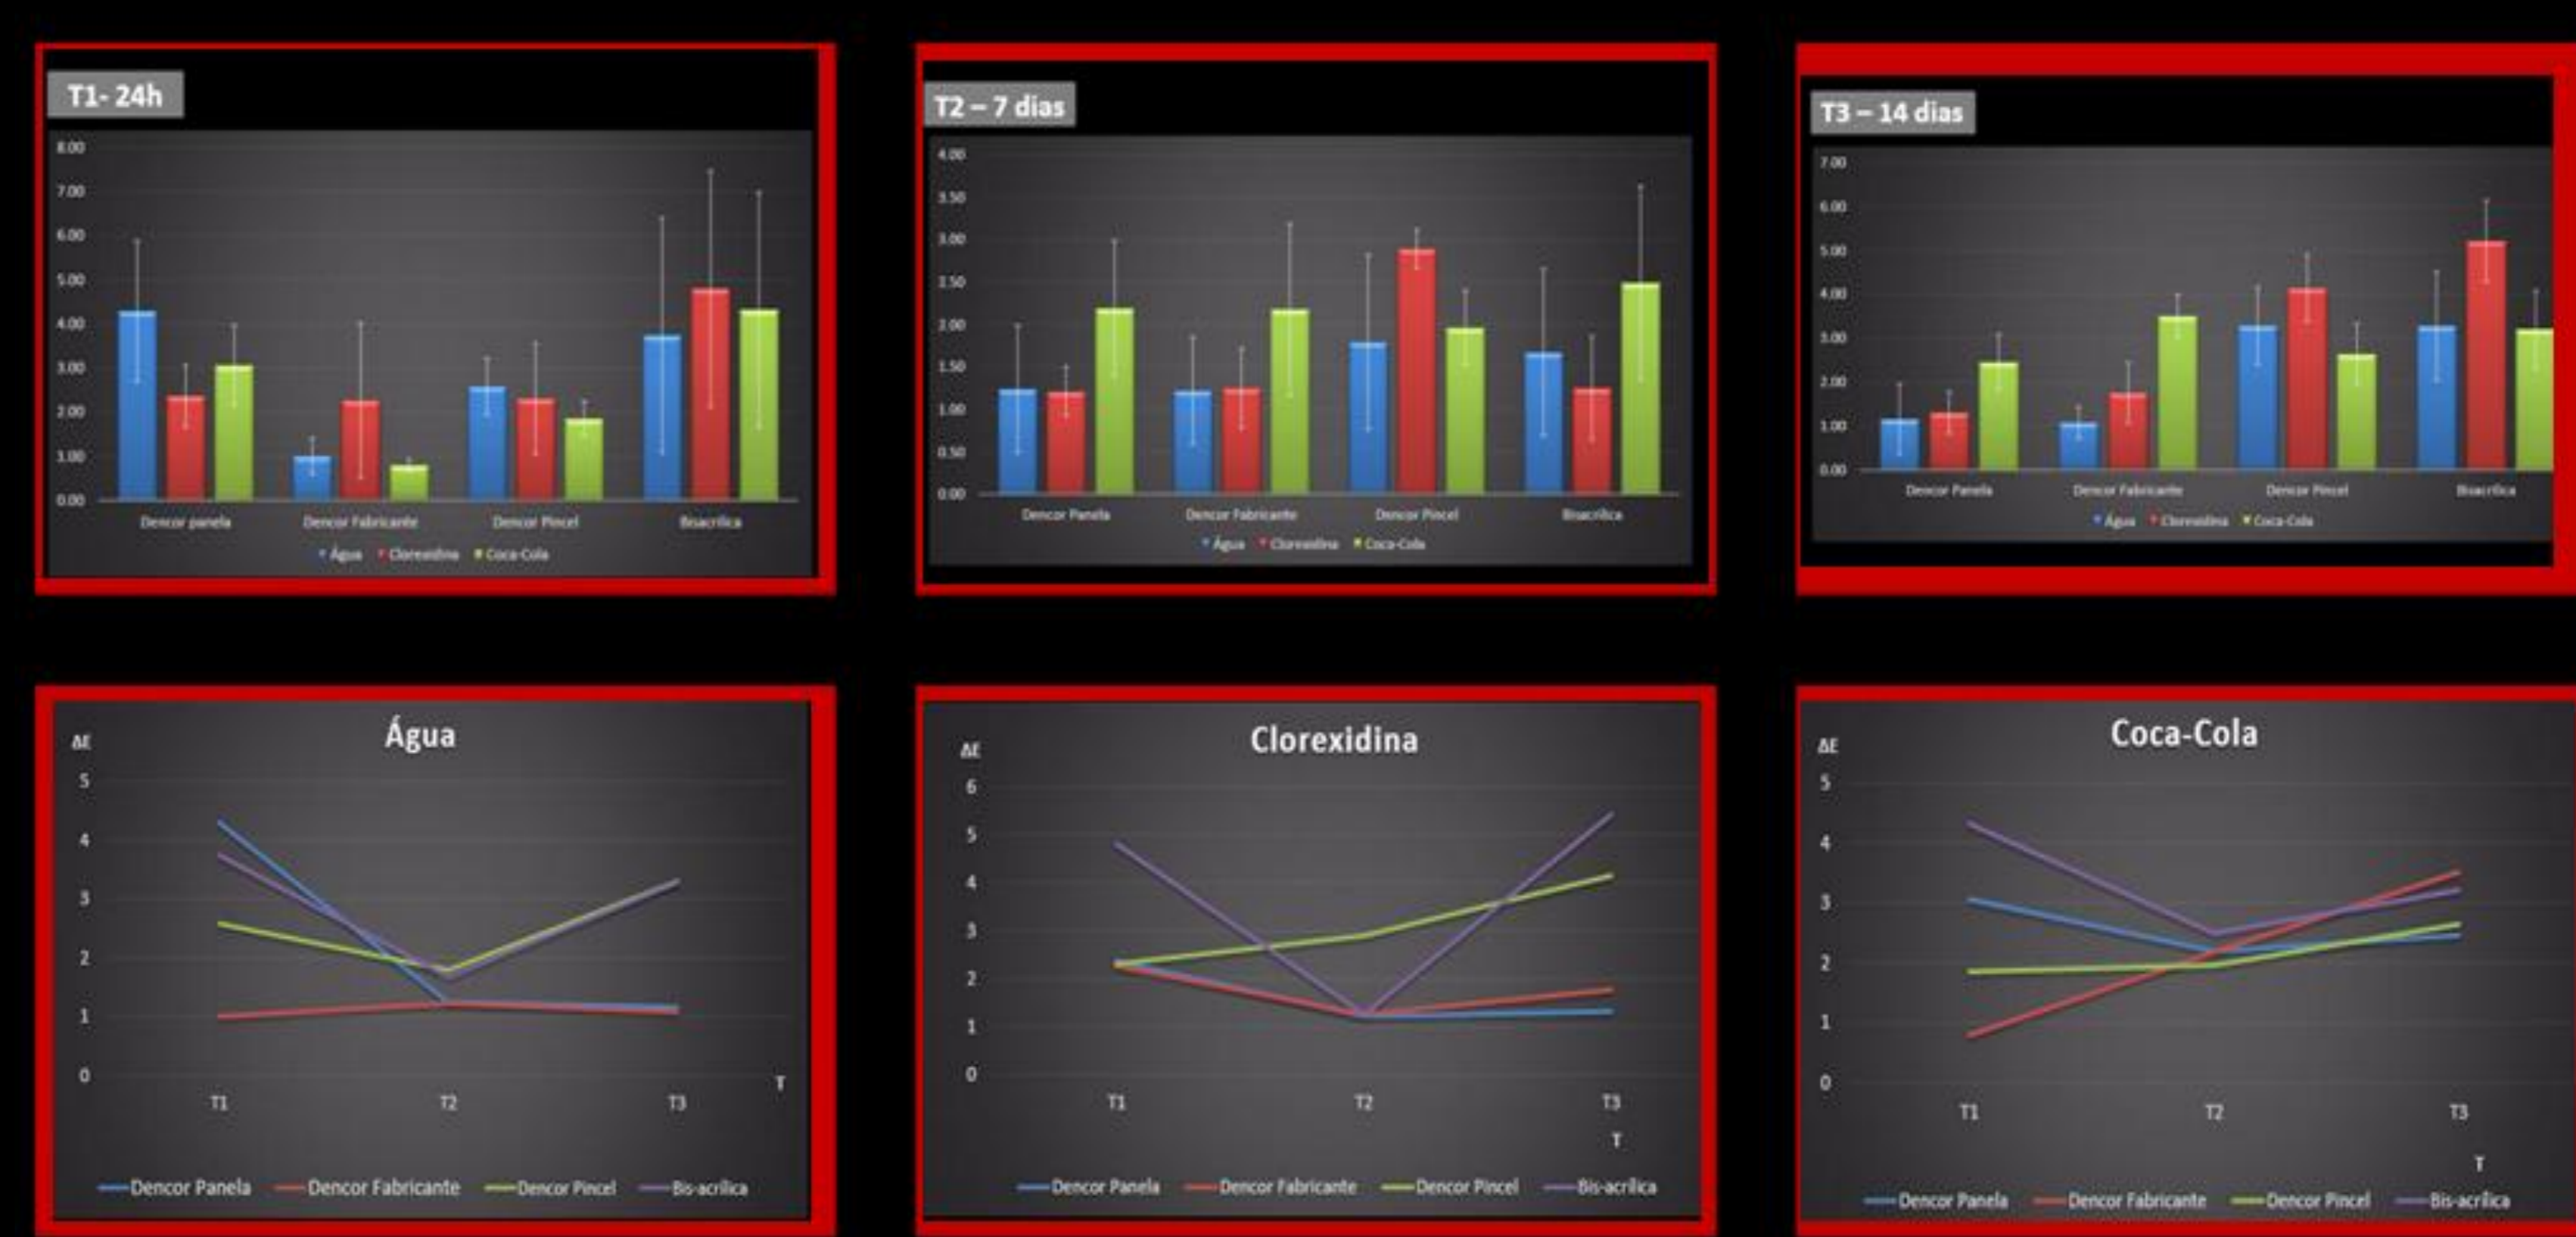 T1- 24h
8.00
7.00
6.00
5.00
4.00
3.00
2.00
1.00
0.00
Dencor panela Dencor Fabricante Dencor Pincel Bisacrílica
Água Clorexidina Coca-Cola
T2 – 7 dias
4.00
3.50
3.00
2.50
2.00
1.50
1.00
0.50
0.00
Dencor Panela Dencor Fabricante Dencor Pincel Bisacrílica
Água Clorexidina Coca-Cola
T3 – 14 dias
7.00
6.00
5.00
4.00
3.00
2.00
1.00
0.00
Dencor Panela Dencor Fabricante Dencor Pincel Bisacrílica
Água Clorexidina Coca-Cola
Água
ΔE
5
4
3
2
1
0
T
T1 T2 T3
Dencor Panela Dencor Fabricante Dencor Pincel Bis-acrílica
Clorexidina
ΔE
6
5
4
3
2
1
0
T1 T2 T3
T
Dencor Panela Dencor Fabricante Dencor Pincel Bis-acrílica
Coca-Cola
ΔE
5
4
3
2
1
0
T1 T2 T3
T
Dencor Panela Dencor Fabricante Dencor Pincel Bis-acrílica